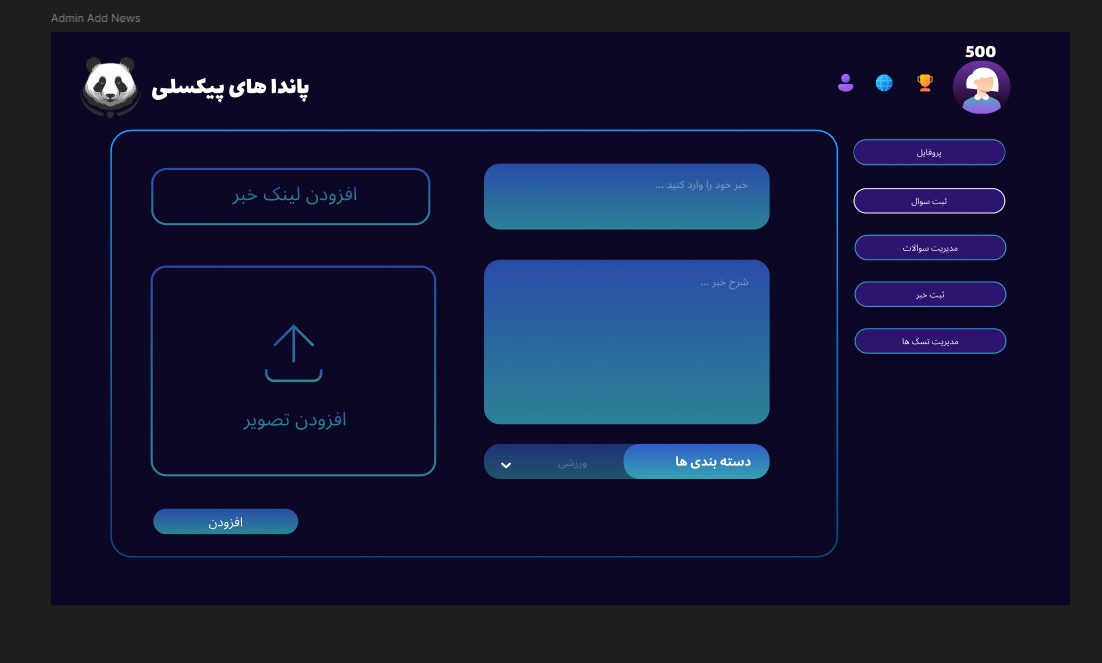 Admin Add News
500
پاندا های پیکسلی
پروفایل
ثبت سوال
مدیریت سوالات
ثبت خبر
مدیریت تسک ها
خبر خود را وارد کنید ...
افزودن لینک خبر
شرح خبر ...
افزودن تصویر
دسته بندی ها
ورزشی
افزودن